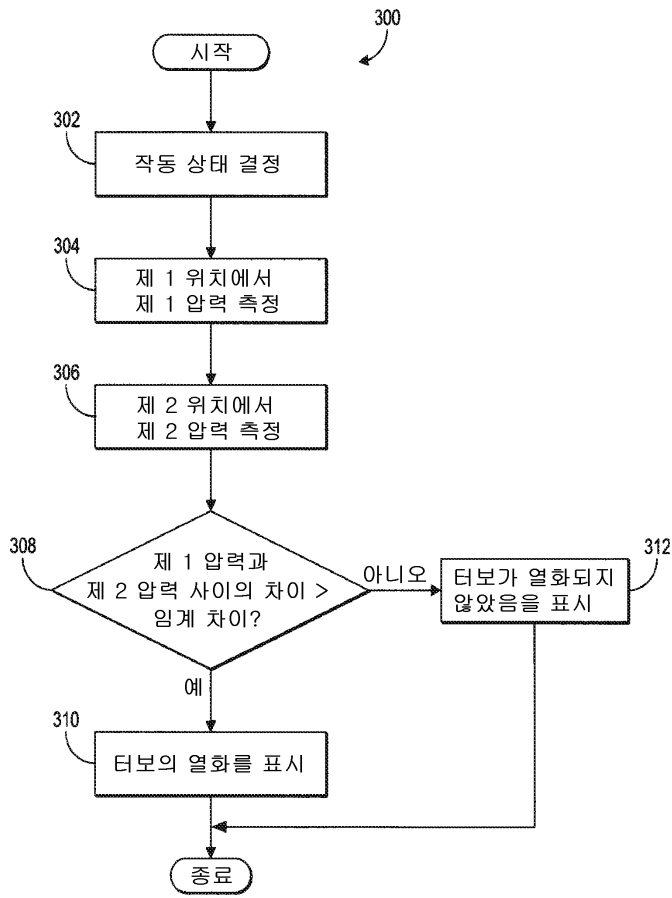 300
시작
302
작동 상태 결정
304
제 1 위치에서
제 1 압력 측정
306
제 2 위치에서
제 2 압력 측정
308
제 1 압력과
제 2 압력 사이의 차이 >
임계 차이?
아니오
312
터보가 열화되지
않았음을 표시
예
310
터보의 열화를 표시
종료